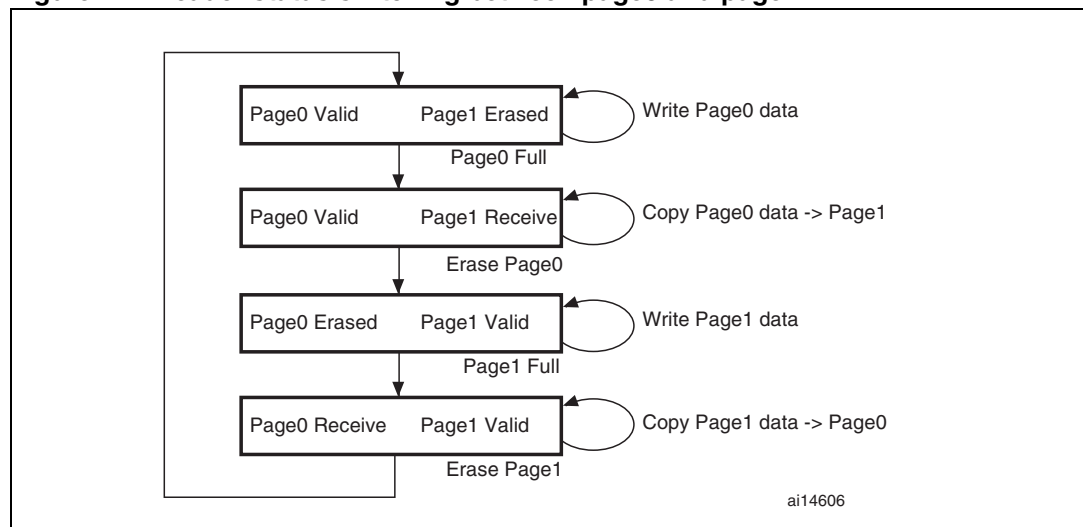 Page0 Valid Page1 Erased Write Page0 data
Page0 Full
Page0 Valid Page1 Receive Copy Page0 data -> Page1
Erase Page0
Page0 Erased Page1 Valid Write Page1 data
Page1 Full
Page0 Receive Page1 Valid Copy Page1 data -> Page0
Erase Page1
ai14606